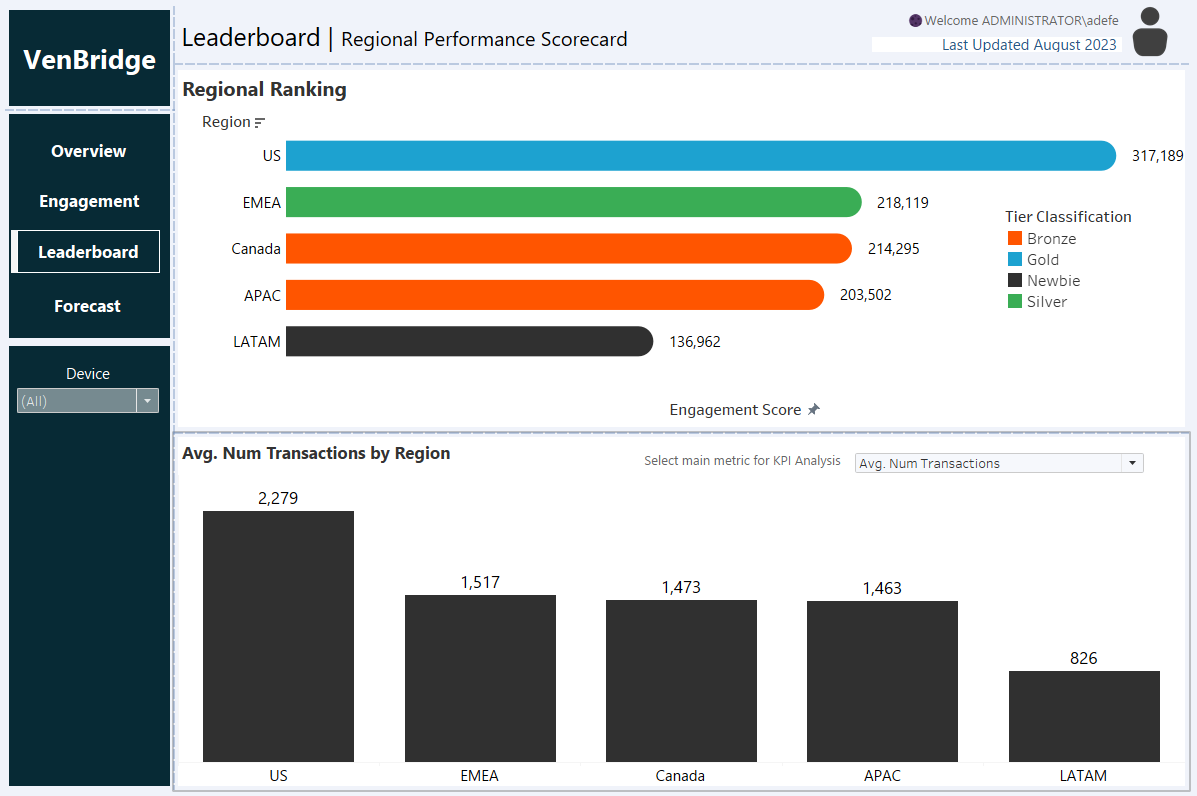 VenBridge
Leaderboard | Regional Performance Scorecard
Welcome ADMINISTRATOR\adefe
Last Updated August 2023
Overview
Engagement
Leaderboard
Forecast
Device
(All)
Regional Ranking
Region
US 317,189
EMEA 218,119
Canada 214,295
APAC 203,502
LATAM 136,962
Engagement Score
Tier Classification
Bronze
Gold
Newbie
Silver
Avg. Num Transactions by Region
Select main metric for KPI Analysis
Avg. Num Transactions
2,279
1,517
1,473
1,463
826
US
EMEA
Canada
APAC
LATAM